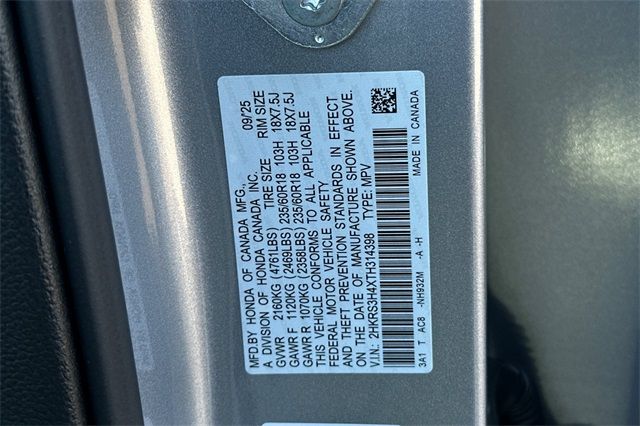 MFD.BY HONDA OF CANADA MFG., 09/25
A DIVISION OF HONDA CANADA INC.
TIRE SIZE RIM SIZE
GVWR 2160KG (4761LBS) 235/60R18 103H 18X7.5J
GAWR F 1120KG (2469LBS) 235/60R18 103H 18X7.5J
GAWR R 1070KG (2358LBS)
THIS VEHICLE CONFORMS TO ALL APPLICABLE
FEDERAL MOTOR VEHICLE SAFETY
AND THEFT PREVENTION STANDARDS IN EFFECT
ON THE DATE OF MANUFACTURE SHOWN ABOVE.
V.I.N.: 2HKRS3H4XTH314398 TYPE: MPV
3A1 T AC8 -NH932M -A -H MADE IN CANADA